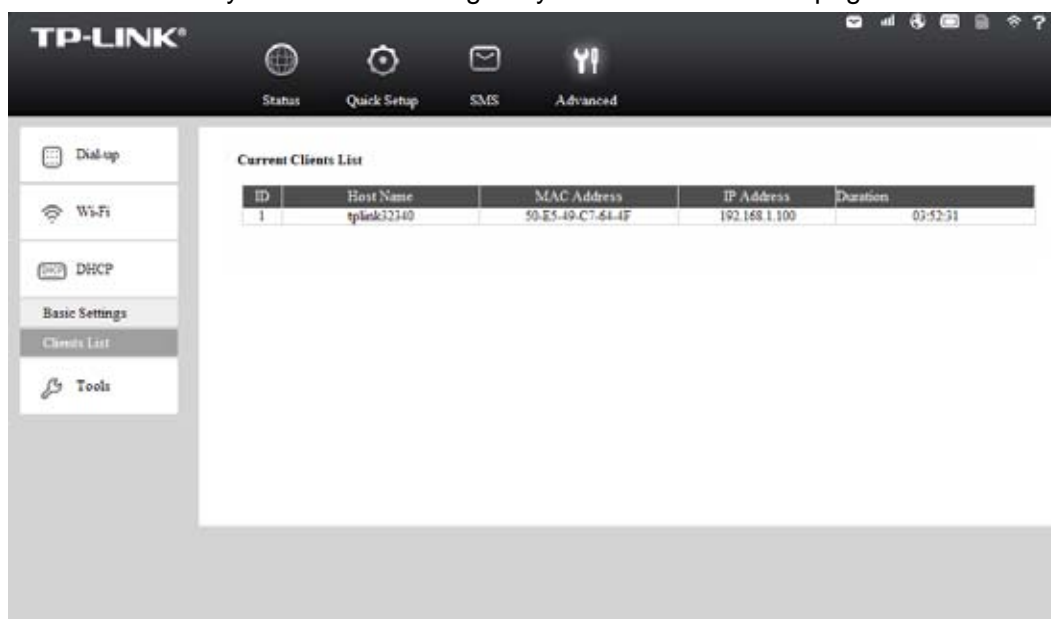 TP-LINK®
Status Quick Setup SMS Advanced
Dial-up
Wi-Fi
DHCP DHCP
Basic Settings
Clients List
Tools
Current Clients List
ID Host Name MAC Address IP Address Duration
1 tplink32340 50-E5-49-C7-64-4F 192.168.1.100 03:52:31